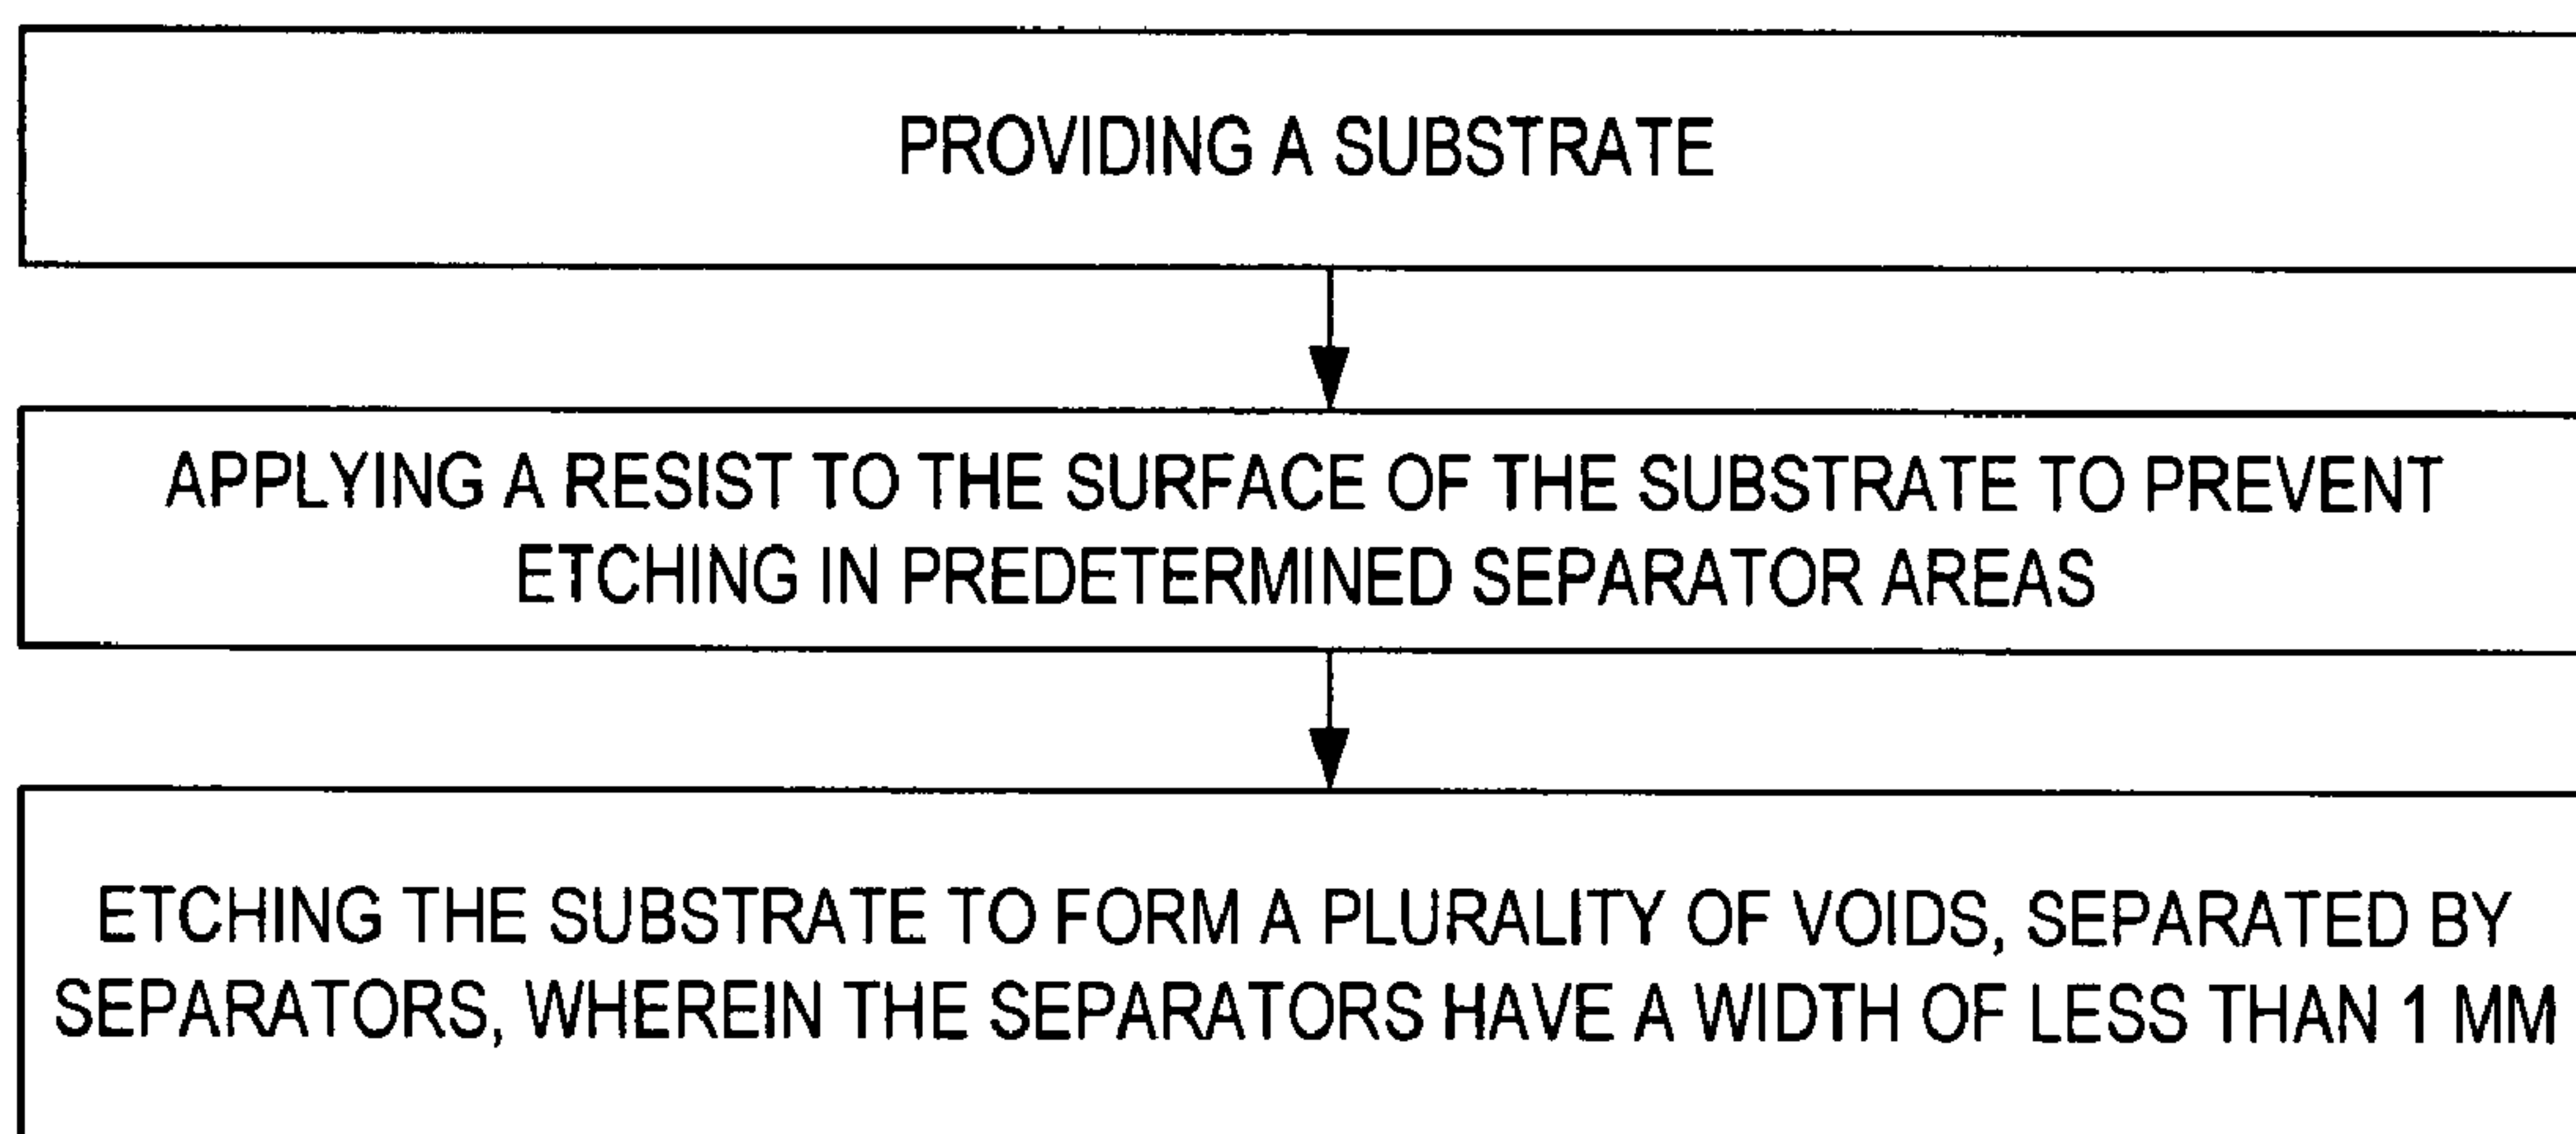 PROVIDING A SUBSTRATE
APPLYING A RESIST TO THE SURFACE OF THE SUBSTRATE TO PREVENT
ETCHING IN PREDETERMINED SEPARATOR AREAS
ETCHING THE SUBSTRATE TO FORM A PLURALITY OF VOIDS, SEPARATED BY
SEPARATORS, WHEREIN THE SEPARATORS HAVE A WIDTH OF LESS THAN 1 MM